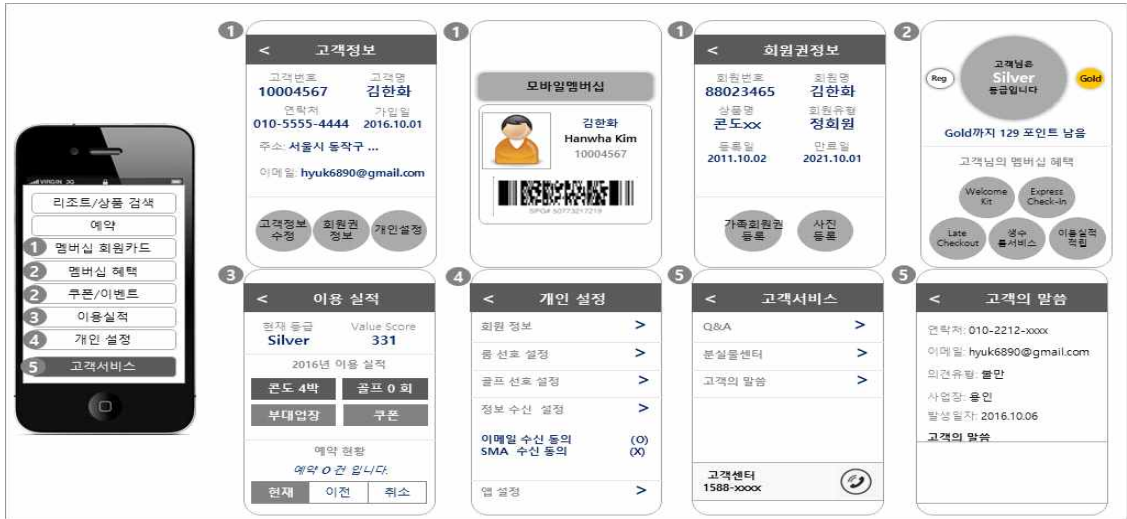 VIRGIN 3G
리조트/상품 검색
예약
1 멤버십 회원카드
2 멤버십 혜택
2 쿠폰/이벤트
3 이용실적
4 개인 설정
5 고객서비스
1
< 고객정보
고객번호 고객명
10004567 김한화
연락처 가입일
010-5555-4444 2016.10.01
주소: 서울시 동작구 ...
이메일: hyuk6890@gmail.com
고객정보 수정
회원권 정보
개인설정
1
모바일멤버십
김한화
Hanwha Kim
10004567
SPG# 50773217219
1
< 회원권정보
회원번호 회원명
88023465 김한화
상품명 회원유형
콘도xx 정회원
등록일 만료일
2011.10.02 2021.10.01
가족회원권 등록
사진 등록
2
고객님은
Reg Silver Gold
등급입니다
Gold까지 129 포인트 남음
고객님의 멤버십 혜택
Welcome Kit
Express Check-In
Late Checkout
생수 룸서비스
이용실적 적립
3
< 이용 실적
현재 등급 Value Score
Silver 331
2016년 이용 실적
콘도 4박 골프 0 회
부대업장 쿠폰
예약 현황
예약 0 건 입니다.
현재 이전 취소
4
< 개인 설정
회원 정보 >
룸 선호 설정 >
골프 선호 설정 >
정보 수신 설정 >
이메일 수신 동의 (O)
SMA 수신 동의 (X)
앱 설정 >
5
< 고객서비스
Q&A >
분실물센터 >
고객의 말씀 >
고객센터
1588-xxxx
5
< 고객의 말씀
연락처: 010-2212-xxxx
이메일: hyuk6890@gmail.com
의견유형: 불만
사업장: 용인
발생일자: 2016.10.06
고객의 말씀